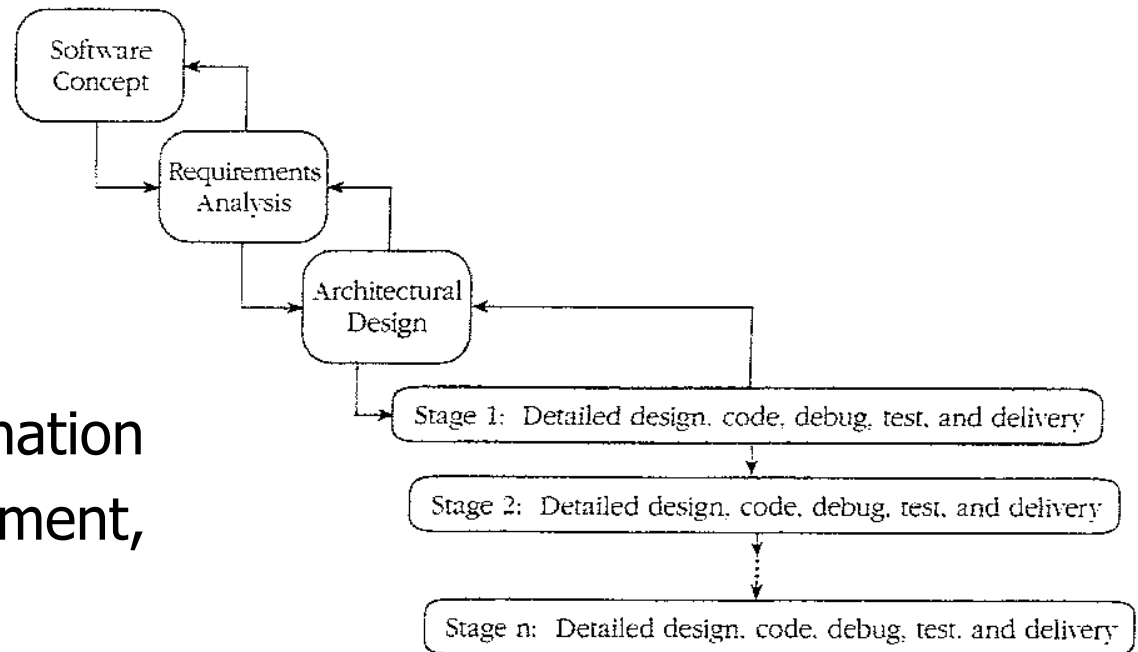 Software
Concept
Requirements
Analysis
Architectural
Design
Stage 1: Detailed design, code, debug, test, and delivery
nation
ment,
Stage 2: Detailed design, code, debug, test, and delivery
Stage n: Detailed design, code, debug, test, and delivery